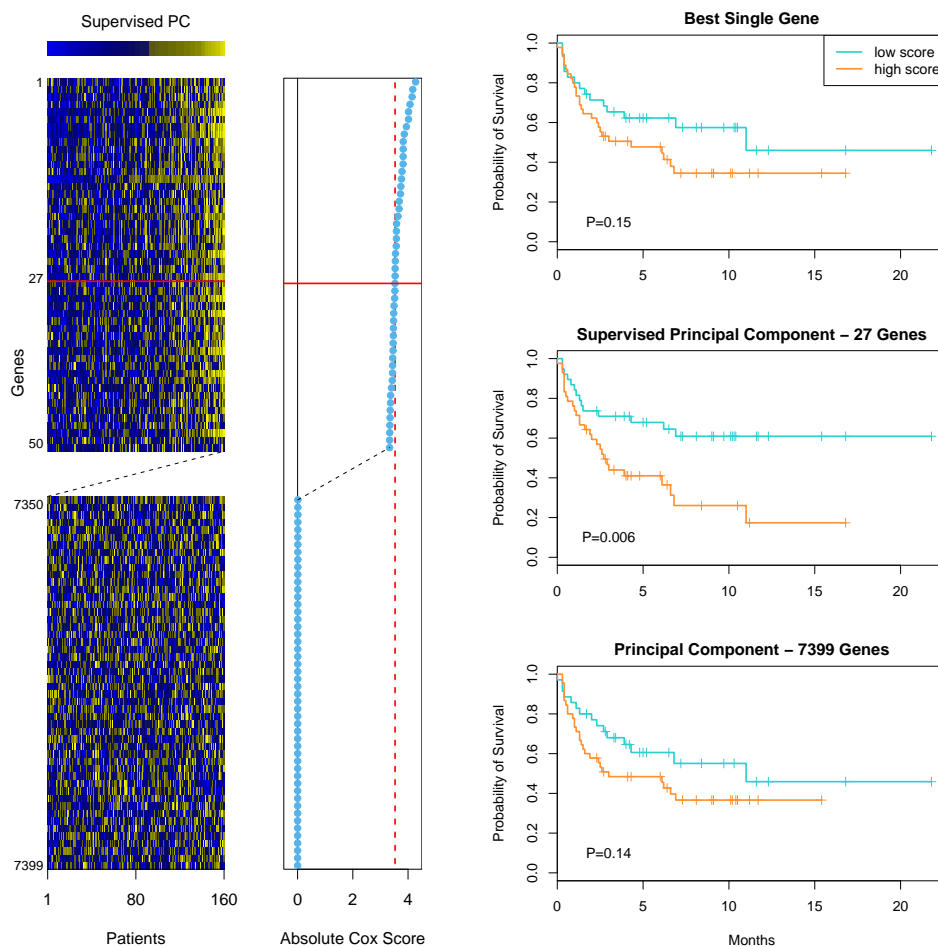 Supervised PC
1
27
50
Genes
7350
7399
1 80 160
Patients
0 2 4
Absolute Cox Score
Best Single Gene
low score
high score
Probability of Survival
0.0 0.2 0.4 0.6 0.8 1.0
P=0.15
0 5 10 15 20
Supervised Principal Component − 27 Genes
Probability of Survival
0.0 0.2 0.4 0.6 0.8 1.0
P=0.006
0 5 10 15 20
Principal Component − 7399 Genes
Probability of Survival
0.0 0.2 0.4 0.6 0.8 1.0
P=0.14
0 5 10 15 20
Months